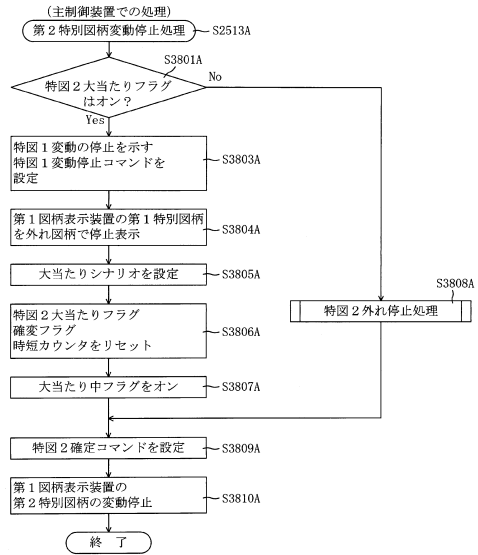 (主制御装置での処理)
第2特別図柄変動停止処理
S2513A
S3801A
特図2大当たりフラグ
はオン?
No
Yes
特図1変動の停止を示す
特図1変動停止コマンドを
設定
S3803A
第1図柄表示装置の第1特別図柄
を外れ図柄で停止表示
S3804A
大当たりシナリオを設定
S3805A
S3808A
特図2外れ停止処理
特図2大当たりフラグ
確変フラグ
時短カウンタをリセット
S3806A
大当たり中フラグをオン
S3807A
特図2確定コマンドを設定
S3809A
第1図柄表示装置の
第2特別図柄の変動停止
S3810A
終 了